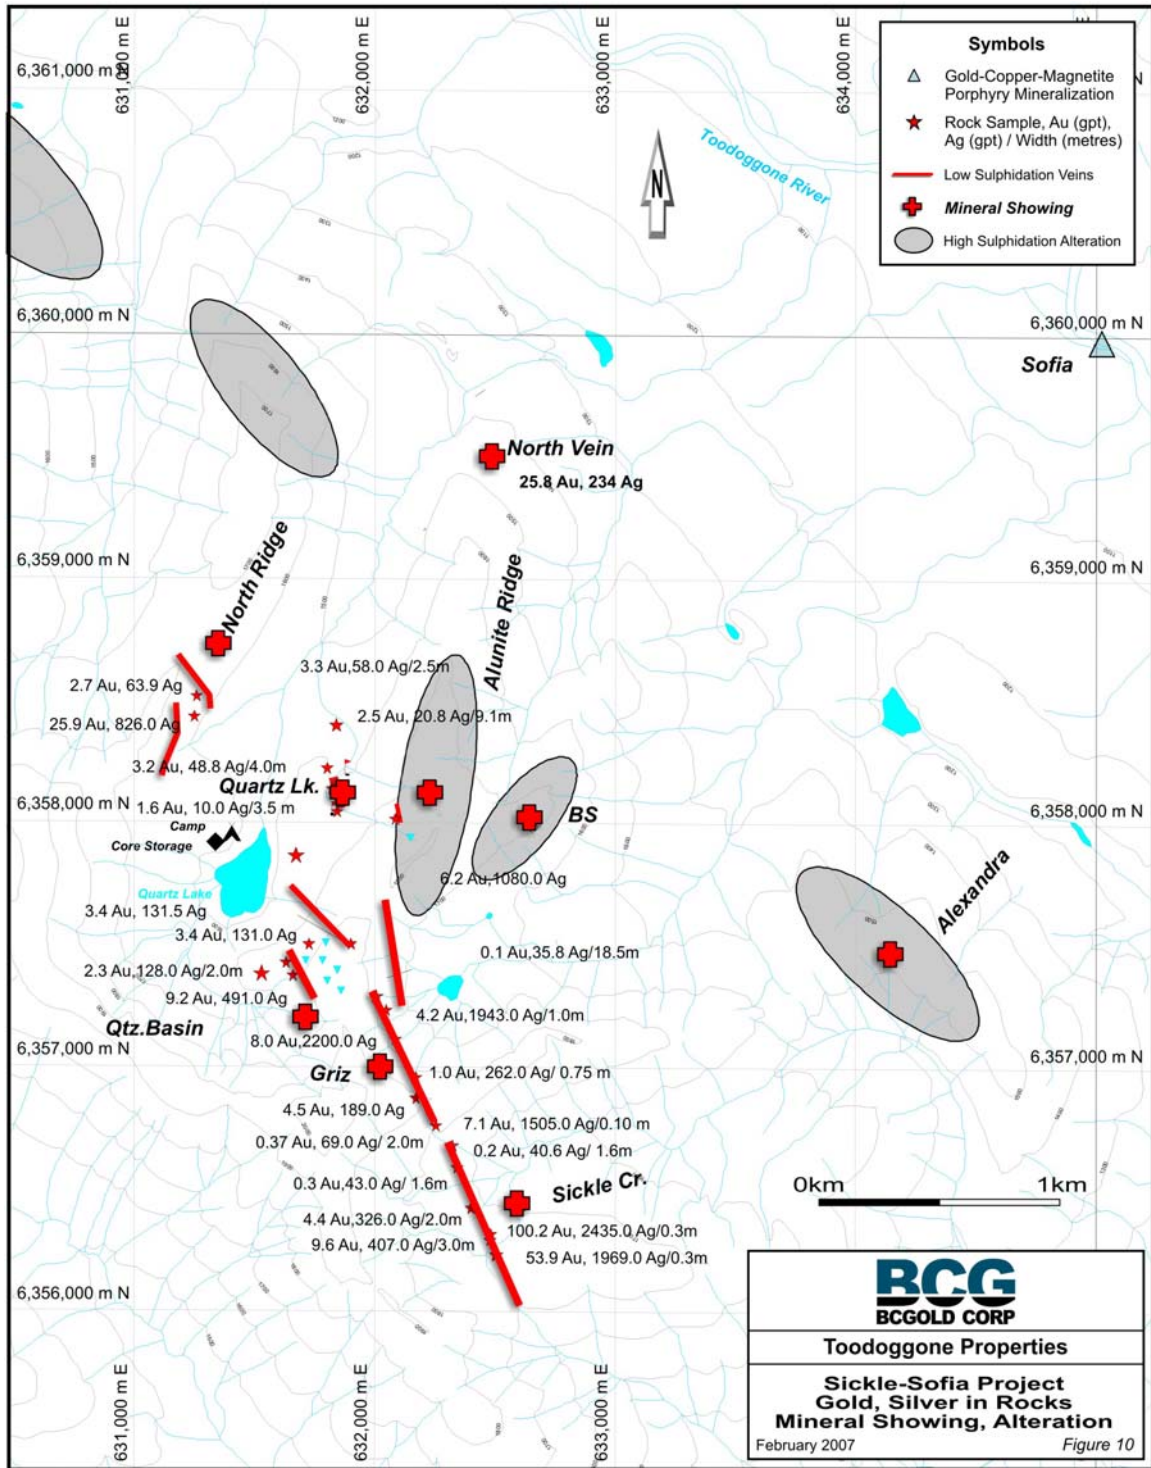 631,000 m E
632,000 m E
633,000 m E
634,000 m E
6,361,000 m N
Symbols
Gold-Copper-Magnetite
Porphyry Mineralization
Rock Sample, Au (gpt),
Ag (gpt) / Width (metres)
Low Sulphidation Veins
Mineral Showing
High Sulphidation Alteration
N
Toodoggone River
6,360,000 m N
6,360,000 m N
Sofia
North Vein
25.8 Au, 234 Ag
North Ridge
6,359,000 m N
6,359,000 m N
Alunite Ridge
3.3 Au,58.0 Ag/2.5m
2.7 Au, 63.9 Ag
2.5 Au, 20.8 Ag/9.1m
25.9 Au, 826.0 Ag
3.2 Au, 48.8 Ag/4.0m
Quartz Lk.
1.6 Au, 10.0 Ag/3.5 m
6,358,000 m N
6,358,000 m N
BS
Camp
Core Storage
Alexandra
6.2 Au,1080.0 Ag
Quartz Lake
3.4 Au, 131.5 Ag
3.4 Au, 131.0 Ag
0.1 Au,35.8 Ag/18.5m
2.3 Au,128.0 Ag/2.0m
9.2 Au, 491.0 Ag
4.2 Au,1943.0 Ag/1.0m
Qtz.Basin
8.0 Au,2200.0 Ag
6,357,000 m N
6,357,000 m N
Griz
1.0 Au, 262.0 Ag/ 0.75 m
4.5 Au, 189.0 Ag
7.1 Au, 1505.0 Ag/0.10 m
0.37 Au, 69.0 Ag/ 2.0m
0.2 Au, 40.6 Ag/ 1.6m
0.3 Au,43.0 Ag/ 1.6m
Sickle Cr.
0km
1km
4.4 Au,326.0 Ag/2.0m
100.2 Au, 2435.0 Ag/0.3m
9.6 Au, 407.0 Ag/3.0m
53.9 Au, 1969.0 Ag/0.3m
6,356,000 m N
BCG
BCGOLD CORP
Toodoggone Properties
Sickle-Sofia Project
Gold, Silver in Rocks
Mineral Showing, Alteration
February 2007
Figure 10
631,000 m E
632,000 m E
633,000 m E